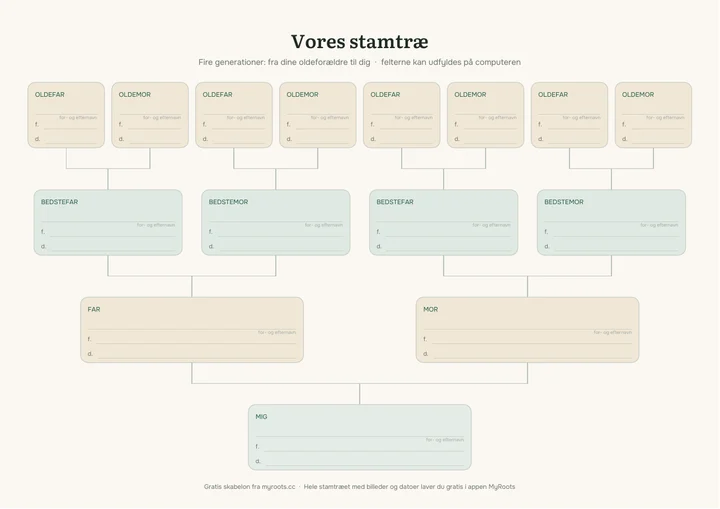 Vores stamtræ
Fire generationer: fra dine oldeforældre til dig · felterne kan udfyldes på computeren
OLDEFAR OLDEMOR OLDEFAR OLDEMOR OLDEFAR OLDEMOR OLDEFAR OLDEMOR
for- og efternavn for- og efternavn for- og efternavn for- og efternavn for- og efternavn for- og efternavn for- og efternavn for- og efternavn
f. f. f. f. f. f. f. f.
d. d. d. d. d. d. d. d.
BEDSTEFAR BEDSTEMOR BEDSTEFAR BEDSTEMOR
for- og efternavn for- og efternavn for- og efternavn for- og efternavn
f. f. f. f.
d. d. d. d.
FAR MOR
for- og efternavn for- og efternavn
f. f.
d. d.
MIG
for- og efternavn
f.
d.
Gratis skabelon fra myroots.cc · Hele stamtræet med billeder og datoer laver du gratis i appen MyRoots